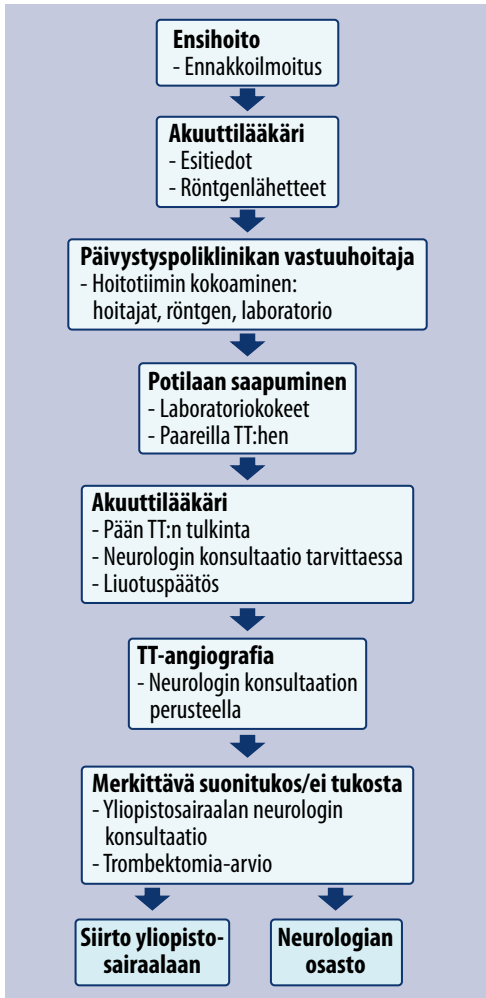 Ensihoito
- Ennakkoilmoitus
Akuuttilääkäri
- Esitiedot
- Röntgenlähetteet
Päivystyspoliklinikan vastuuhoitaja
- Hoitotiimin kokoaminen:
hoitajat, röntgen, laboratorio
Potilaan saapuminen
- Laboratoriokokeet
- Paareilla TT:hen
Akuuttilääkäri
- Pään TT:n tulkinta
- Neurologin konsultaatio tarvittaessa
- Liuotuspäätös
TT-angiografia
- Neurologin konsultaation
perusteella
Merkittävä suonitukos/ei tukosta
- Yliopistosairaalan neurologin
konsultaatio
- Trombektomia-arvio
Siirto yliopisto-
sairaalaan
Neurologian
osasto